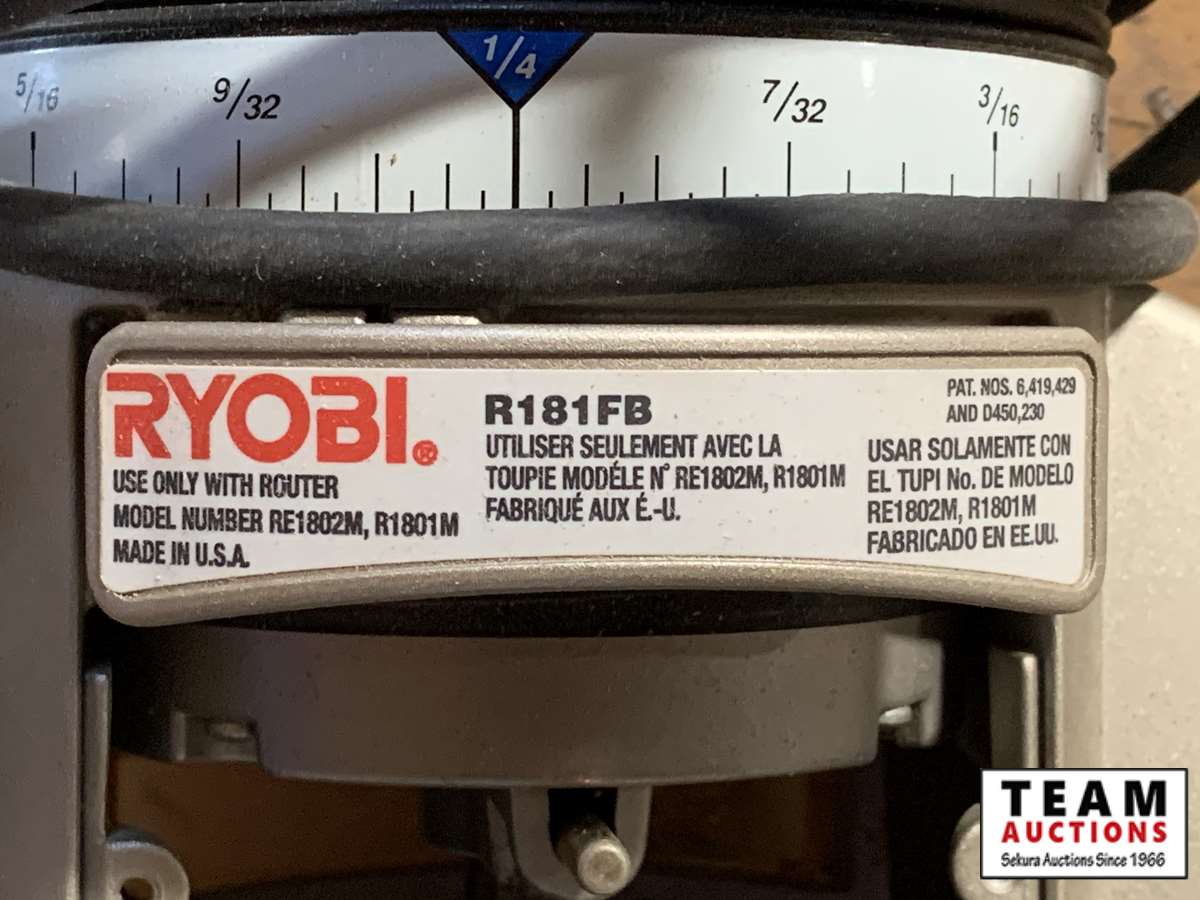 5/16 9/32 1/4 7/32 3/16
RYOBI®
USE ONLY WITH ROUTER
MODEL NUMBER RE1802M, R1801M
MADE IN U.S.A.
R181FB
UTILISER SEULEMENT AVEC LA
TOUPIE MODÉLE N° RE1802M, R1801M
FABRIQUÉ AUX É.-U.
PAT. NOS. 6,419,429
AND D450,230
USAR SOLAMENTE CON
EL TUPI No. DE MODELO
RE1802M, R1801M
FABRICADO EN EE.UU.
TEAM
AUCTIONS
Sekura Auctions Since 1966